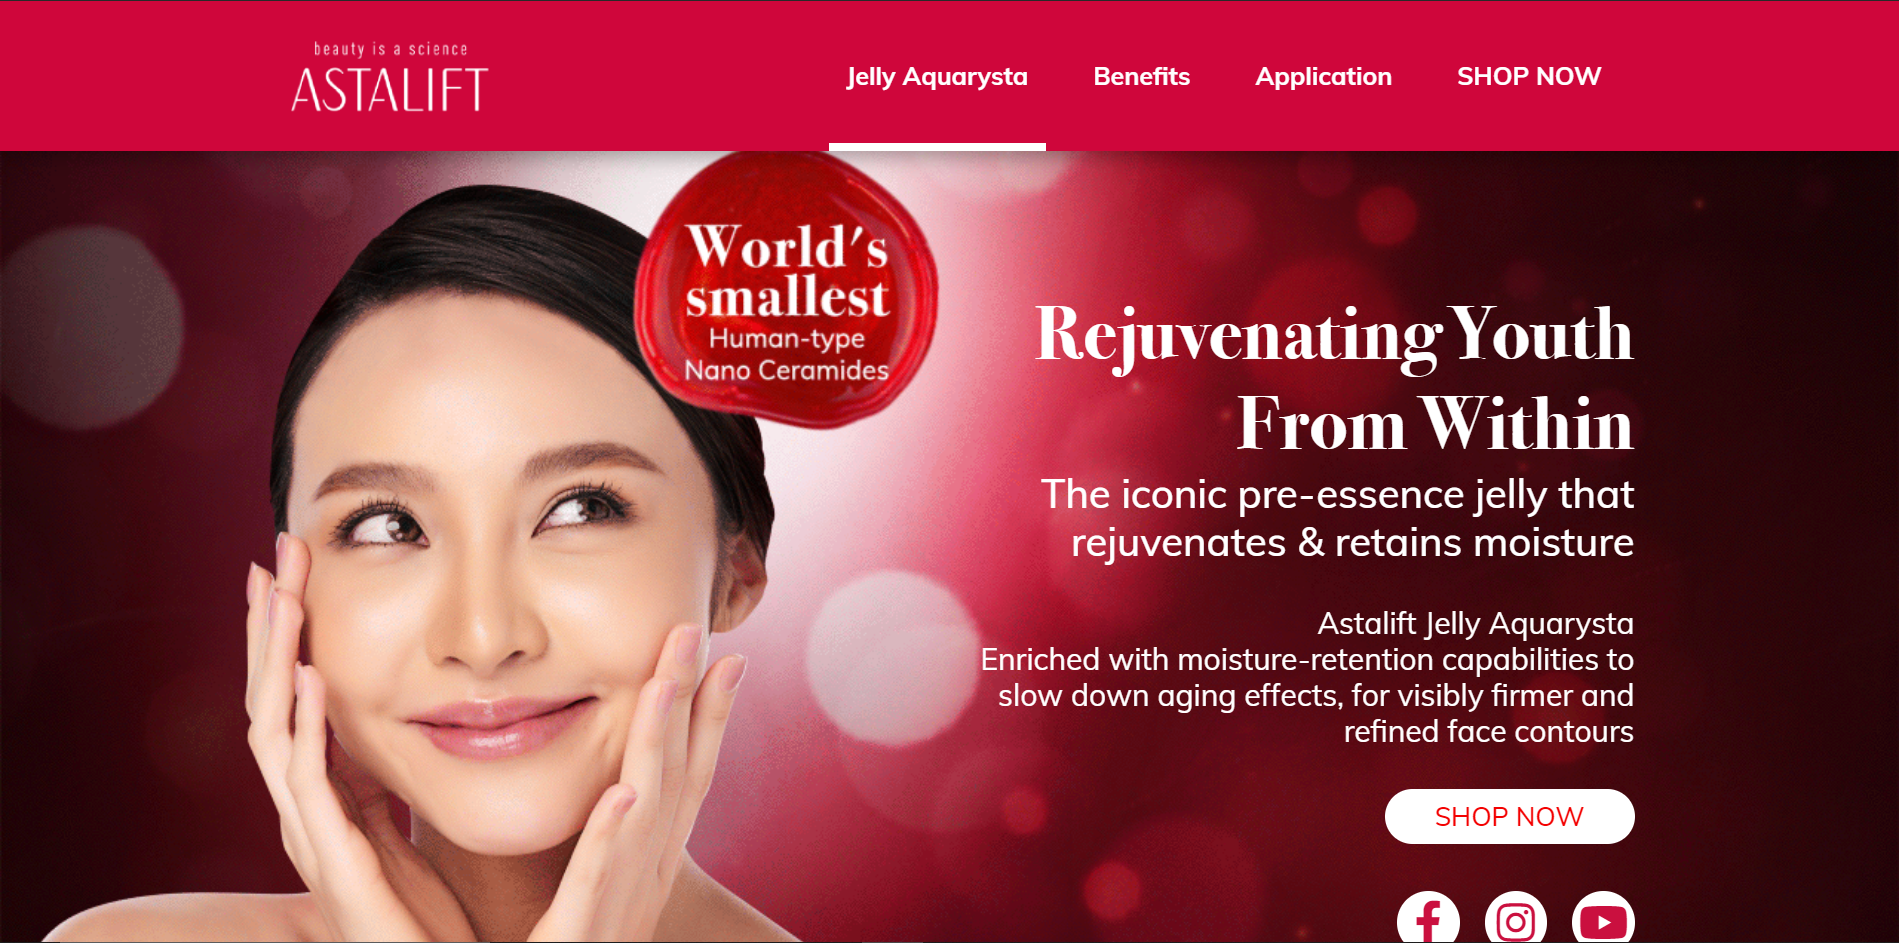 beauty is a science
ASTALIFT
Jelly Aquarysta
Benefits
Application
SHOP NOW
World's
smallest
Human-type
Nano Ceramides
Rejuvenating Youth
From Within
The iconic pre-essence jelly that
rejuvenates & retains moisture
Astalift Jelly Aquarysta
Enriched with moisture-retention capabilities to
slow down aging effects, for visibly firmer and
refined face contours
SHOP NOW